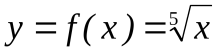 y = f ( x ) = ⁵√x